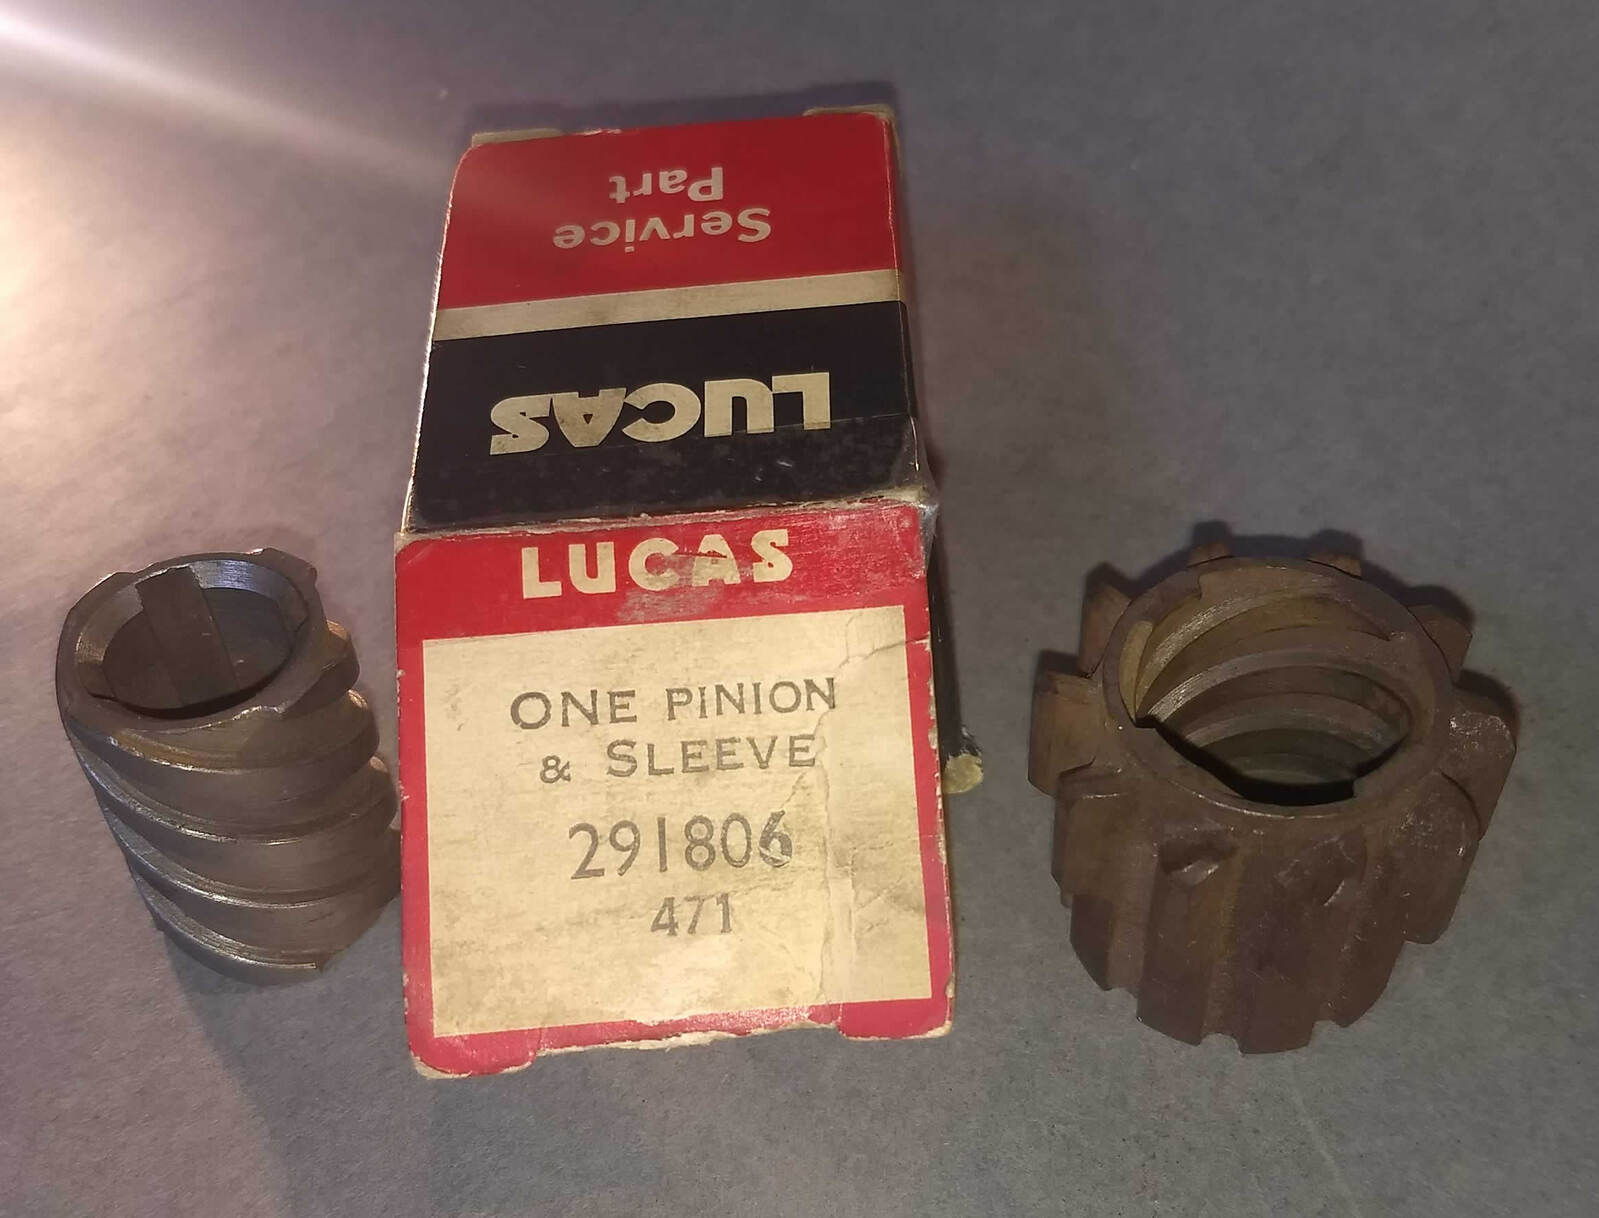 Service
Part
LUCAS
LUCAS
ONE PINION
& SLEEVE
291806
471